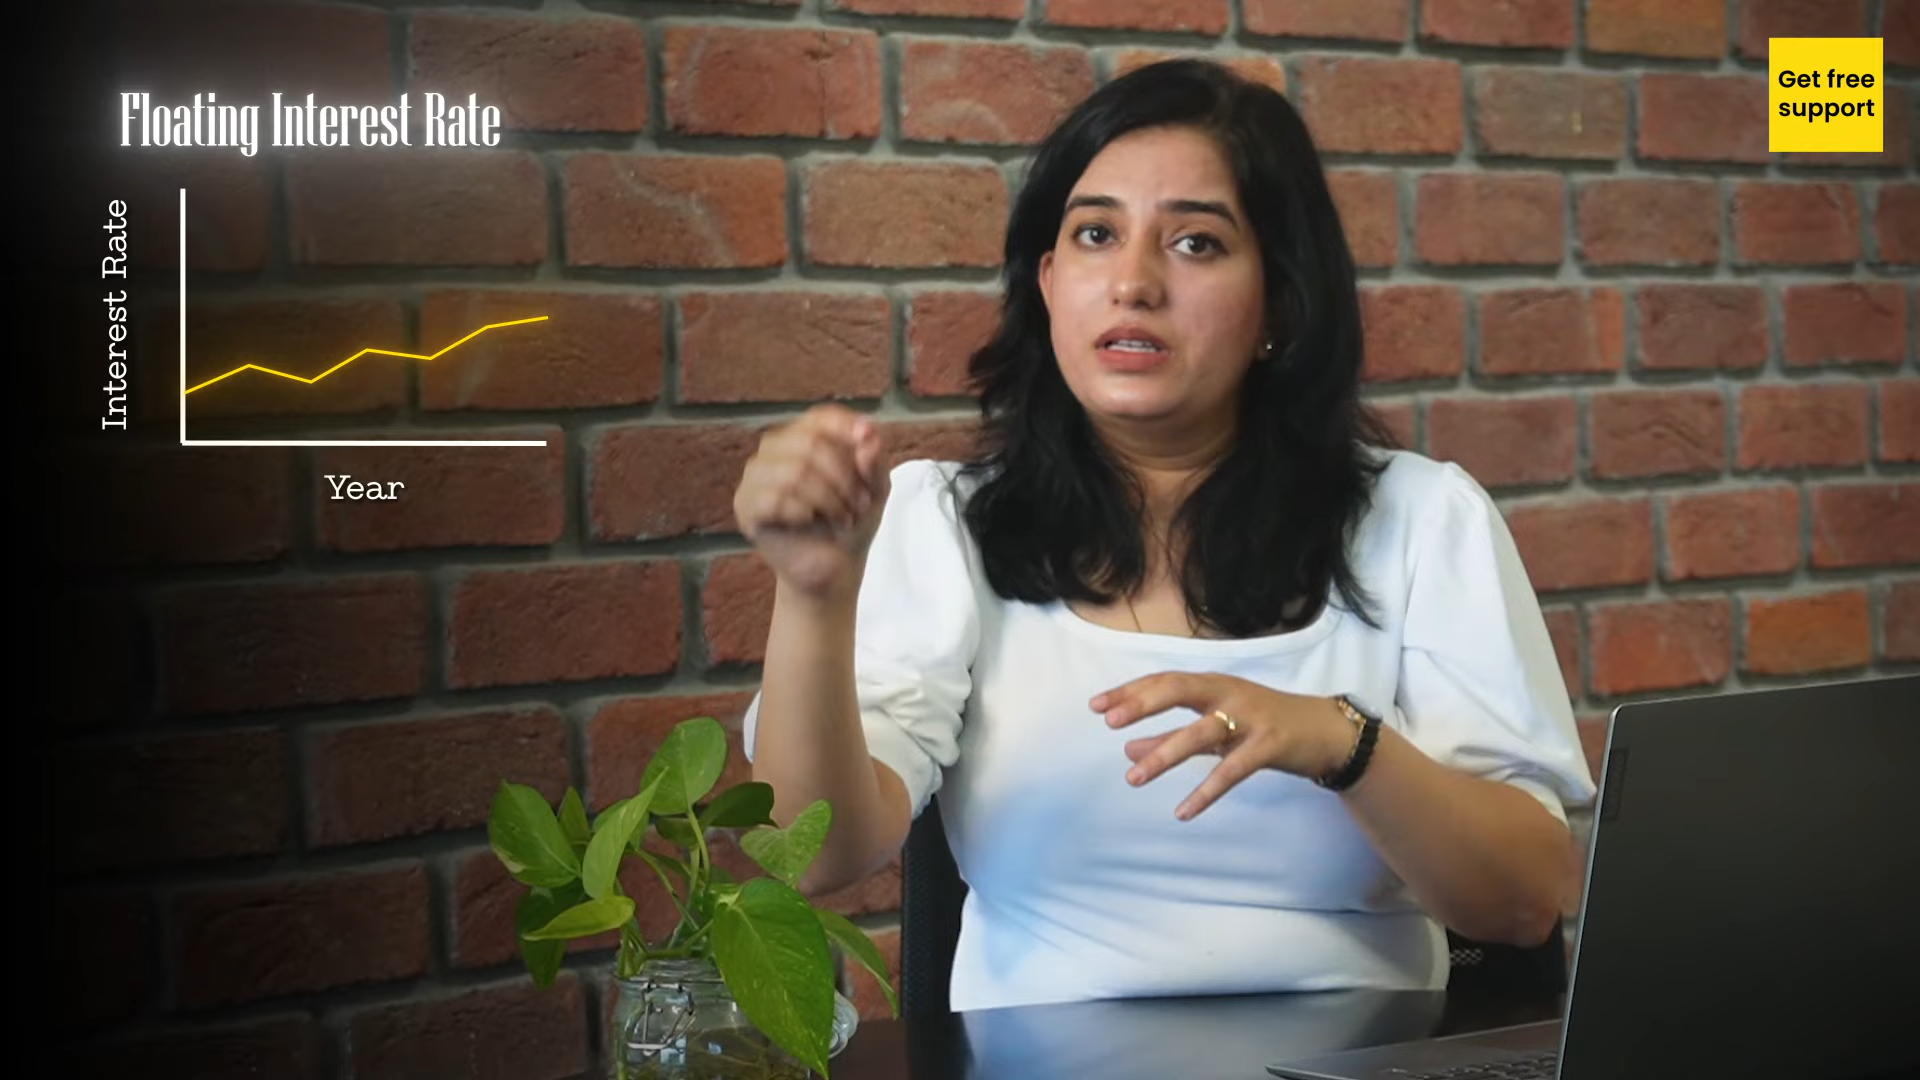 Floating Interest Rate
Interest Rate
Year
Get free
support